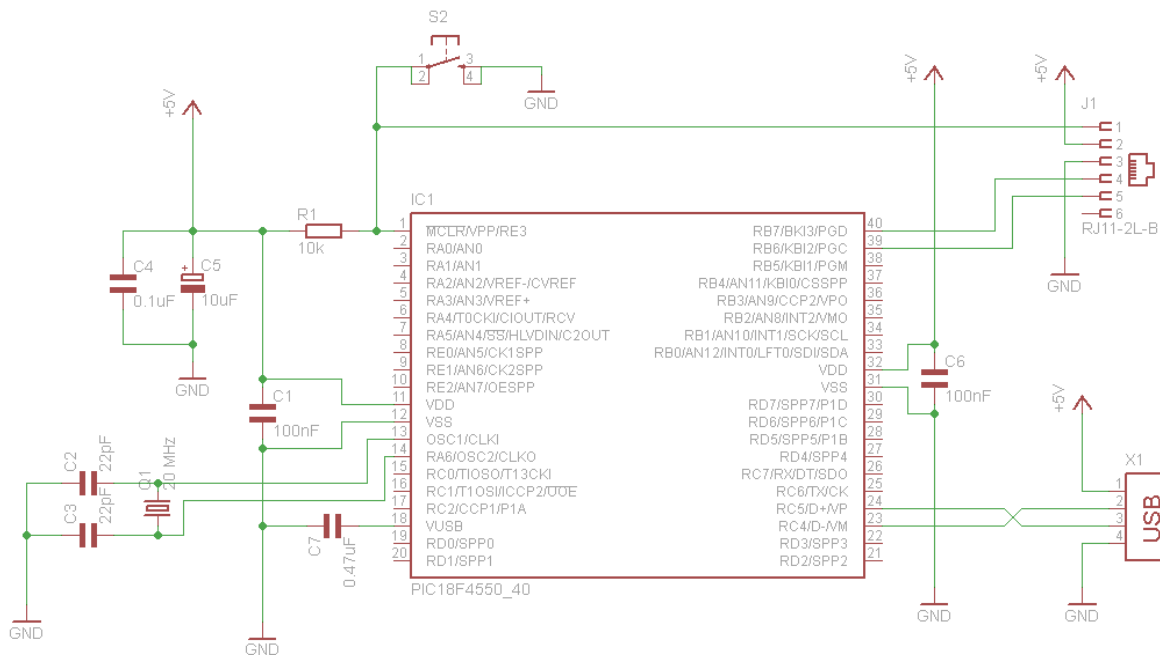 S2
1
2
3
4
GND
+5V
+5V
+5V
J1
1
2
3
4
5
6
RJ11-2L-B
GND
IC1
R1
10k
C4
0.1uF
C5
+
10uF
GND
C1
100nF
C2
22pF
C3
22pF
Q1
20 MHz
C7
0.47uF
GND
GND
1 MCLR/VPP/RE3
2 RA0/AN0
3 RA1/AN1
4 RA2/AN2/VREF-/CVREF
5 RA3/AN3/VREF+
6 RA4/T0CKI/CIOUT/RCV
7 RA5/AN4/SS/HLVDIN/C2OUT
8 RE0/AN5/CK1SPP
9 RE1/AN6/CK2SPP
10 RE2/AN7/OESPP
11 VDD
12 VSS
13 OSC1/CLKI
14 RA6/OSC2/CLKO
15 RC0/TIOSO/T13CKI
16 RC1/T1OSI/ICCP2/UOE
17 RC2/CCP1/P1A
18 VUSB
19 RD0/SPP0
20 RD1/SPP1
RB7/BKI3/PGD 40
RB6/KBI2/PGC 39
RB5/KBI1/PGM 38
RB4/AN11/KBI0/CSSPP 37
RB3/AN9/CCP2/VPO 36
RB2/AN8/INT2/VMO 35
RB1/AN10/INT1/SCK/SCL 34
RB0/AN12/INT0/LFT0/SDI/SDA 33
VDD 32
VSS 31
RD7/SPP7/P1D 30
RD6/SPP6/P1C 29
RD5/SPP5/P1B 28
RD4/SPP4 27
RC7/RX/DT/SDO 26
RC6/TX/CK 25
RC5/D+/VP 24
RC4/D-/VM 23
RD3/SPP3 22
RD2/SPP2 21
PIC18F4550_40
C6
100nF
GND
+5V
X1
1
2
3
4
USB
GND